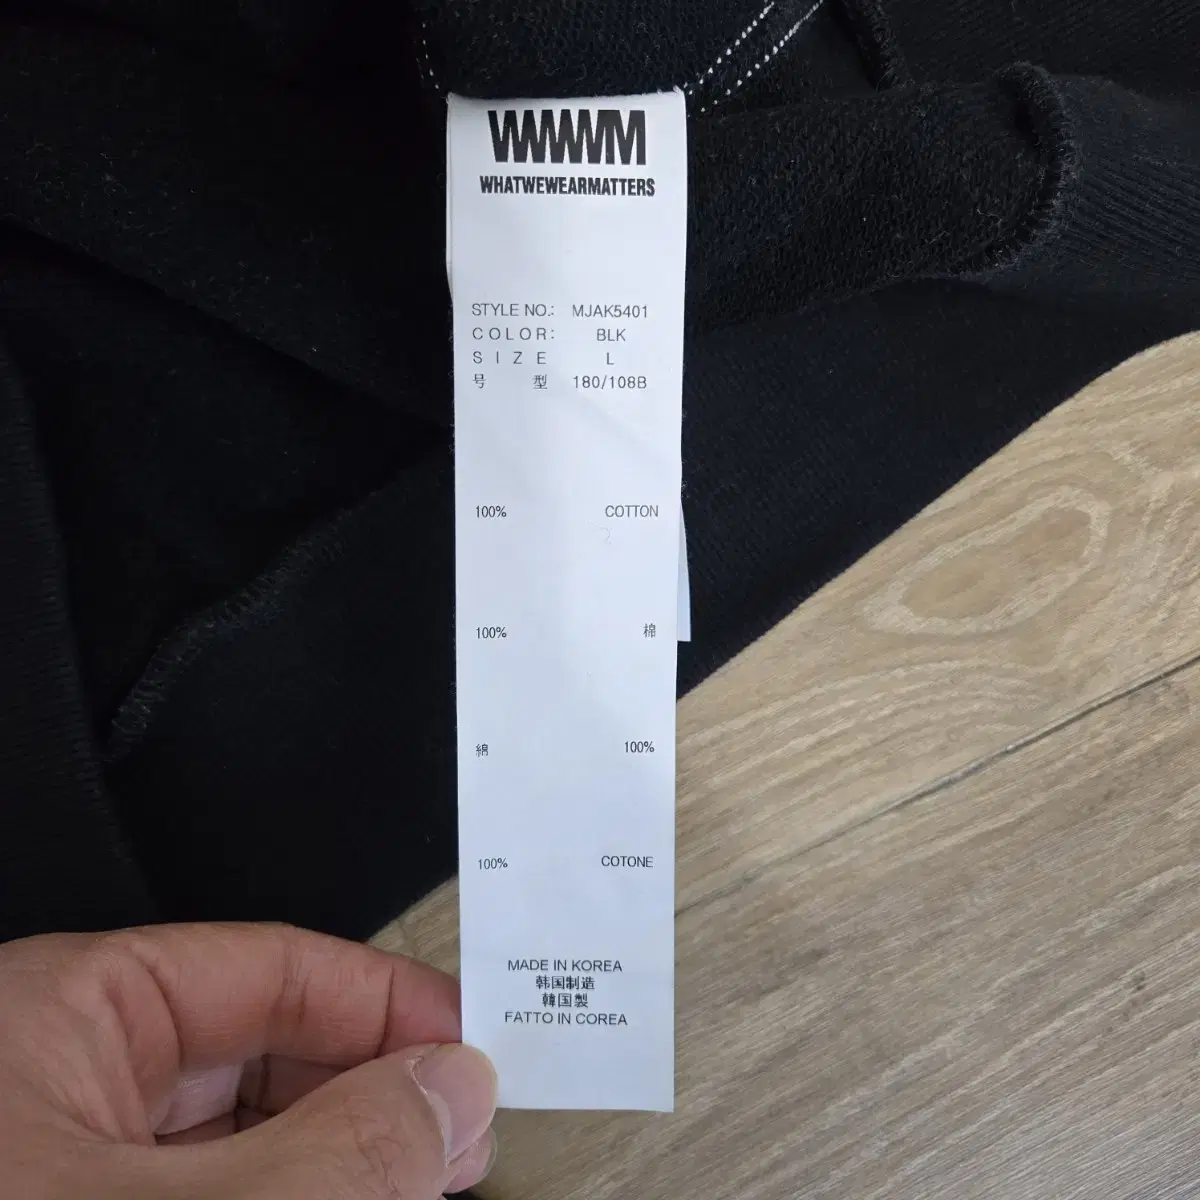 WWWM
WHATWEWEARMATTERS
STYLE NO.: MJAK5401
COLOR: BLK
SIZE L
号 型 180/108B
100% COTTON
100% 棉
綿 100%
100% COTONE
MADE IN KOREA
韩国制造
韓国製
FATTO IN COREA